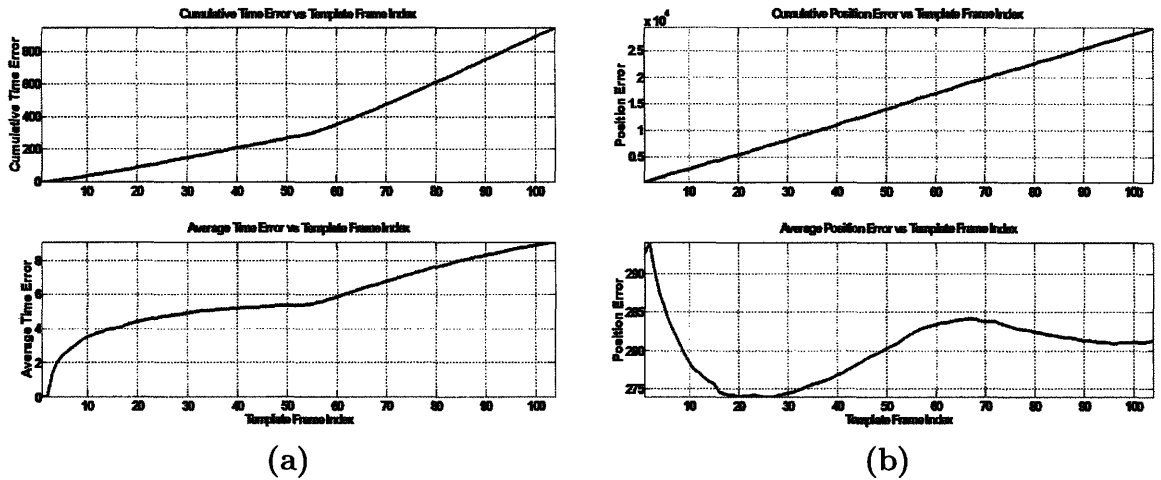 Cumulative Time Error vs Template Frame Index
Cumulative Time Error
800
600
400
200
0
10 20 30 40 50 60 70 80 90 100
Average Time Error vs Template Frame Index
Average Time Error
8
6
4
2
0
10 20 30 40 50 60 70 80 90 100
Template Frame Index
(a)
Cumulative Position Error vs Template Frame Index
x 10^4
Position Error
2.5
2
1.5
1
0.5
10 20 30 40 50 60 70 80 90 100
Average Position Error vs Template Frame Index
Position Error
290
285
280
275
10 20 30 40 50 60 70 80 90 100
Template Frame Index
(b)